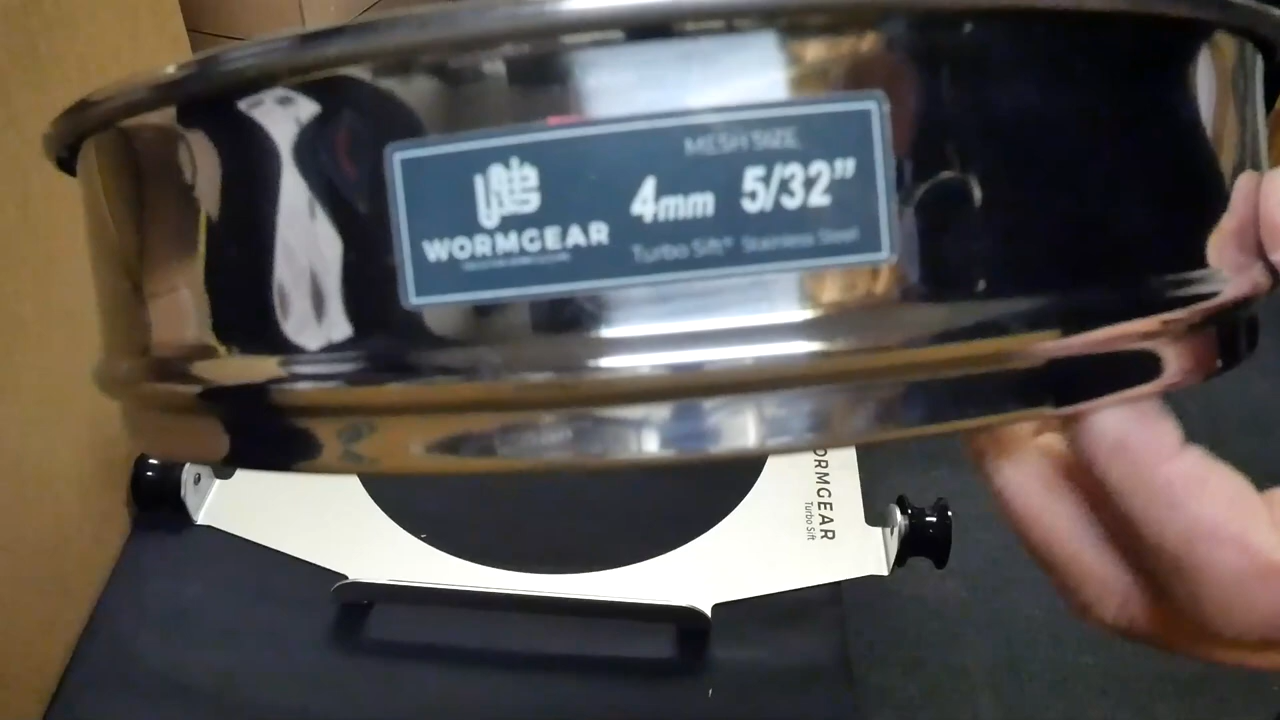 MESH SIZE
4mm 5/32”
WORMGEAR
Turbo Sift® Stainless Steel
WORMGEAR
Turbo Sift